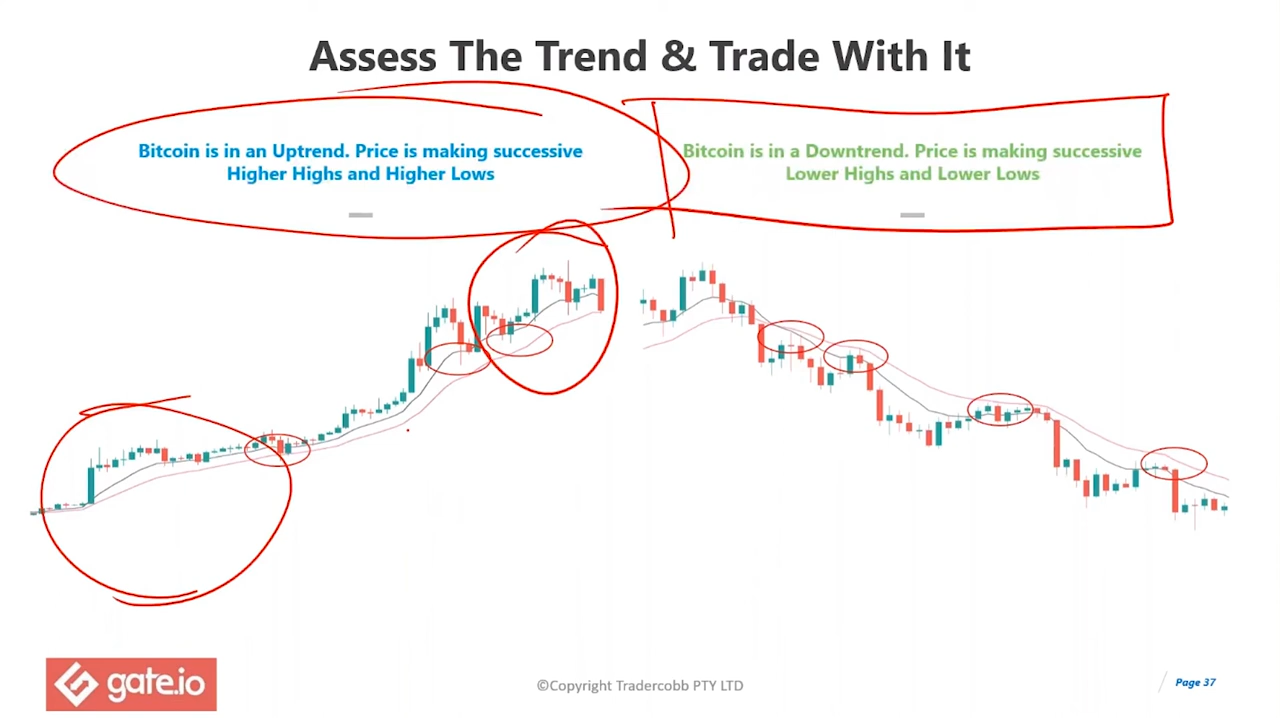 Assess The Trend & Trade With It
Bitcoin is in an Uptrend. Price is making successive
Higher Highs and Higher Lows
Bitcoin is in a Downtrend. Price is making successive
Lower Highs and Lower Lows
gate.io
©Copyright Tradercobb PTY LTD
Page 37